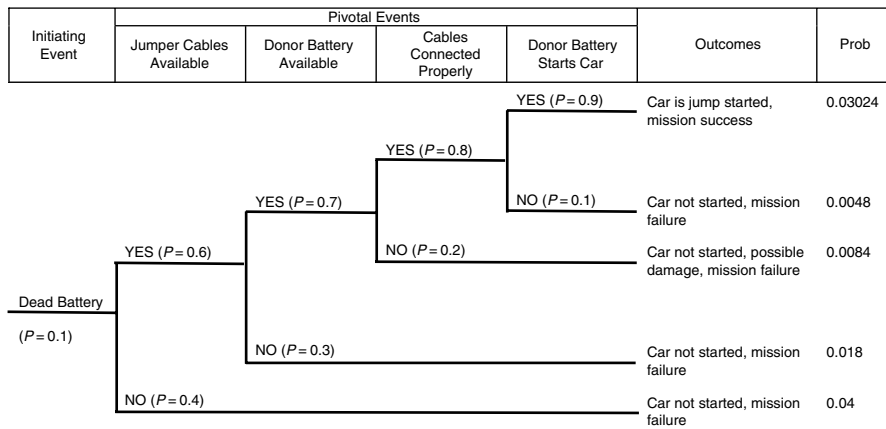 Initiating
Event
Pivotal Events
Jumper Cables
Available
Donor Battery
Available
Cables
Connected
Properly
Donor Battery
Starts Car
Outcomes
Prob
YES (P = 0.9)
Car is jump started,
mission success
0.03024
YES (P = 0.8)
NO (P = 0.1)
Car not started, mission
failure
0.0048
YES (P = 0.7)
NO (P = 0.2)
Car not started, possible
damage, mission failure
0.0084
YES (P = 0.6)
Dead Battery
(P = 0.1)
NO (P = 0.3)
Car not started, mission
failure
0.018
NO (P = 0.4)
Car not started, mission
failure
0.04